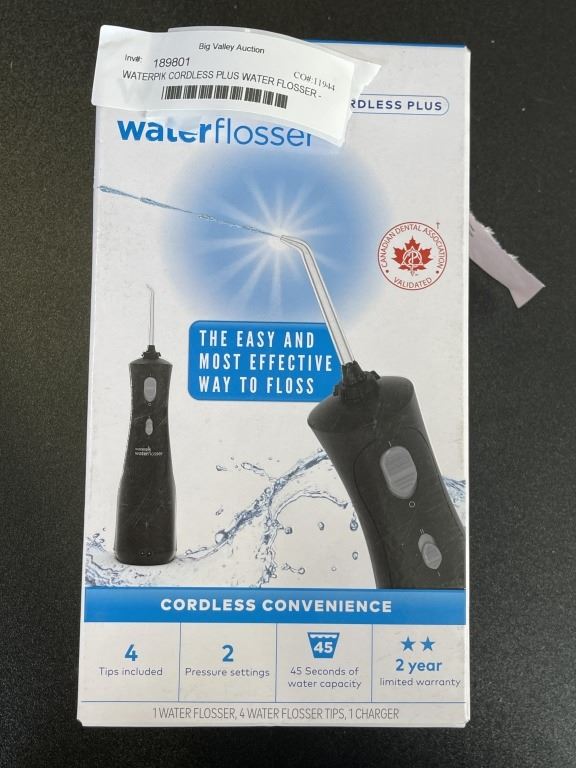 Big Valley Auction
Inv#: 189801
CO#:11944
WATERPIK CORDLESS PLUS WATER FLOSSER -
RDLESS PLUS
waterflosser
CANADIAN DENTAL ASSOCIATION
VALIDATED
†
THE EASY AND
MOST EFFECTIVE
WAY TO FLOSS
waterpik
waterflosser
CORDLESS CONVENIENCE
4
Tips included
2
Pressure settings
45
45 Seconds of
water capacity
2 year
limited warranty
1 WATER FLOSSER, 4 WATER FLOSSER TIPS, 1 CHARGER